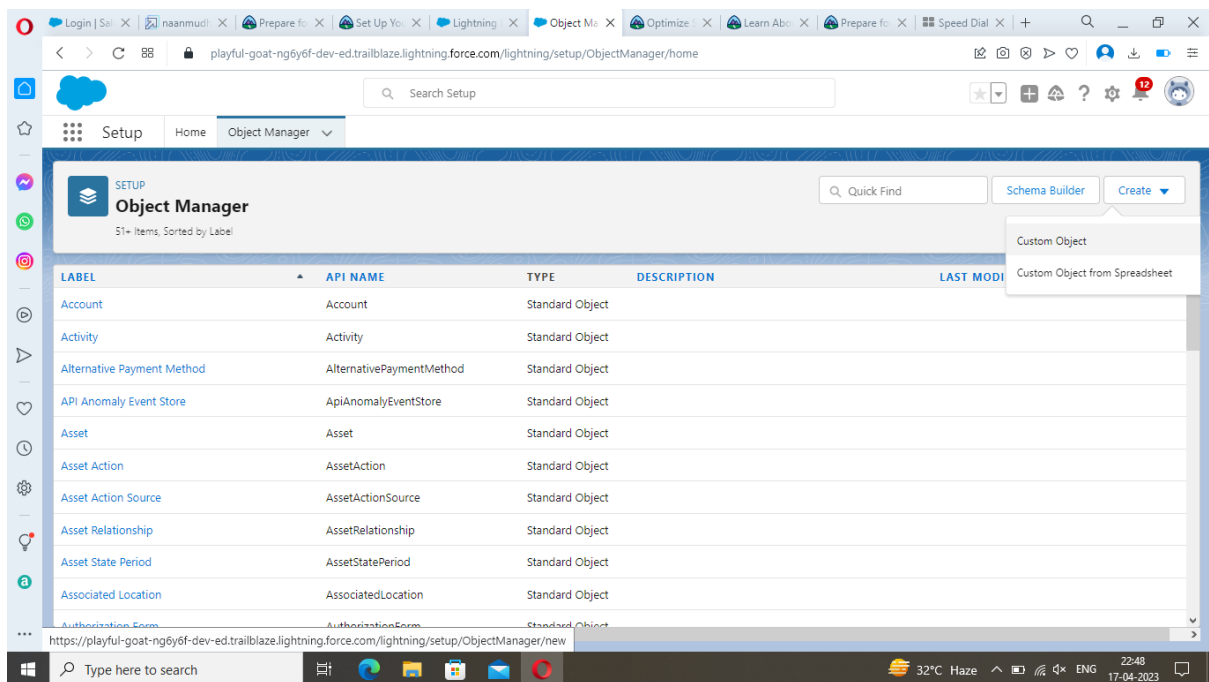 Login | Sale
naanmudh
Prepare fo
Set Up Yo
Lightning
Object Ma
Optimize S
Learn Abo
Prepare fo
Speed Dial
playful-goat-ng6y6f-dev-ed.trailblaze.lightning.force.com/lightning/setup/ObjectManager/home
Search Setup
12
Setup Home Object Manager
SETUP
Object Manager
51+ Items, Sorted by Label
Quick Find
Schema Builder
Create
Custom Object
Custom Object from Spreadsheet
LABEL API NAME TYPE DESCRIPTION LAST MODI
Account Account Standard Object
Activity Activity Standard Object
Alternative Payment Method AlternativePaymentMethod Standard Object
API Anomaly Event Store ApiAnomalyEventStore Standard Object
Asset Asset Standard Object
Asset Action AssetAction Standard Object
Asset Action Source AssetActionSource Standard Object
Asset Relationship AssetRelationship Standard Object
Asset State Period AssetStatePeriod Standard Object
Associated Location AssociatedLocation Standard Object
Authorization Form AuthorizationForm Standard Object
https://playful-goat-ng6y6f-dev-ed.trailblaze.lightning.force.com/lightning/setup/ObjectManager/new
Type here to search
32°C Haze
ENG
22:48
17-04-2023